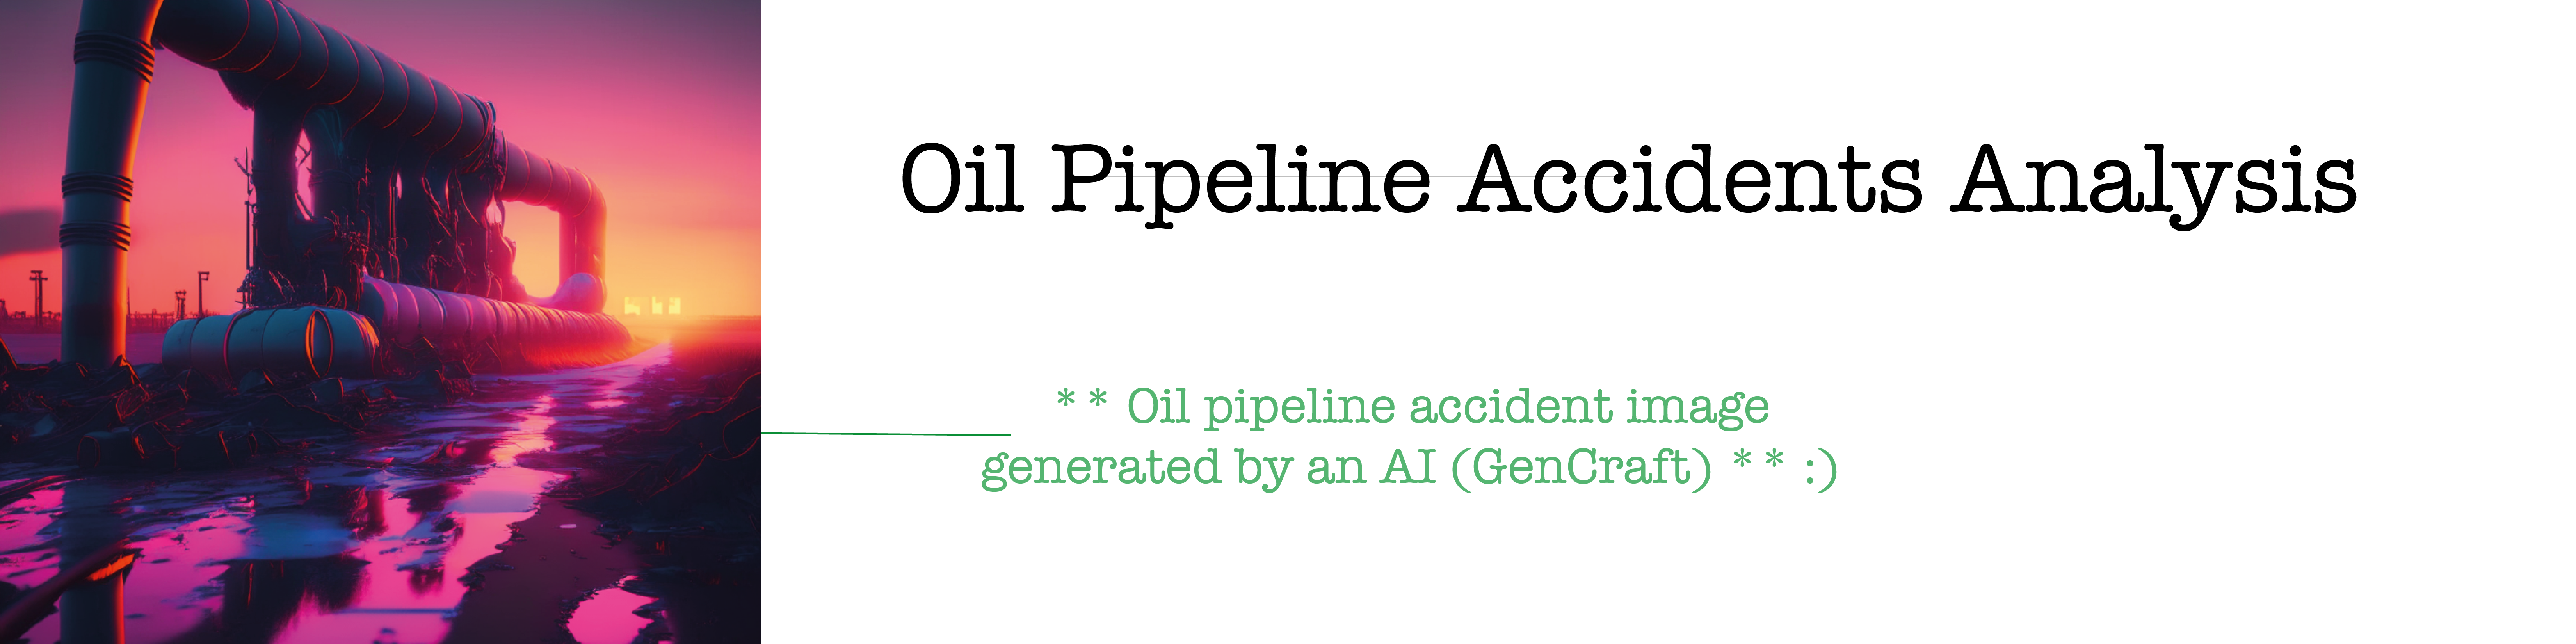 Oil Pipeline Accidents Analysis
** Oil pipeline accident image
generated by an AI (GenCraft) ** :)